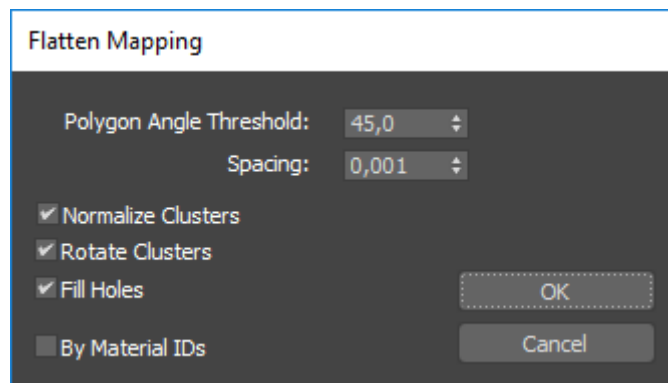 Flatten Mapping
Polygon Angle Threshold: 45,0
Spacing: 0,001
Normalize Clusters
Rotate Clusters
Fill Holes OK
By Material IDs Cancel